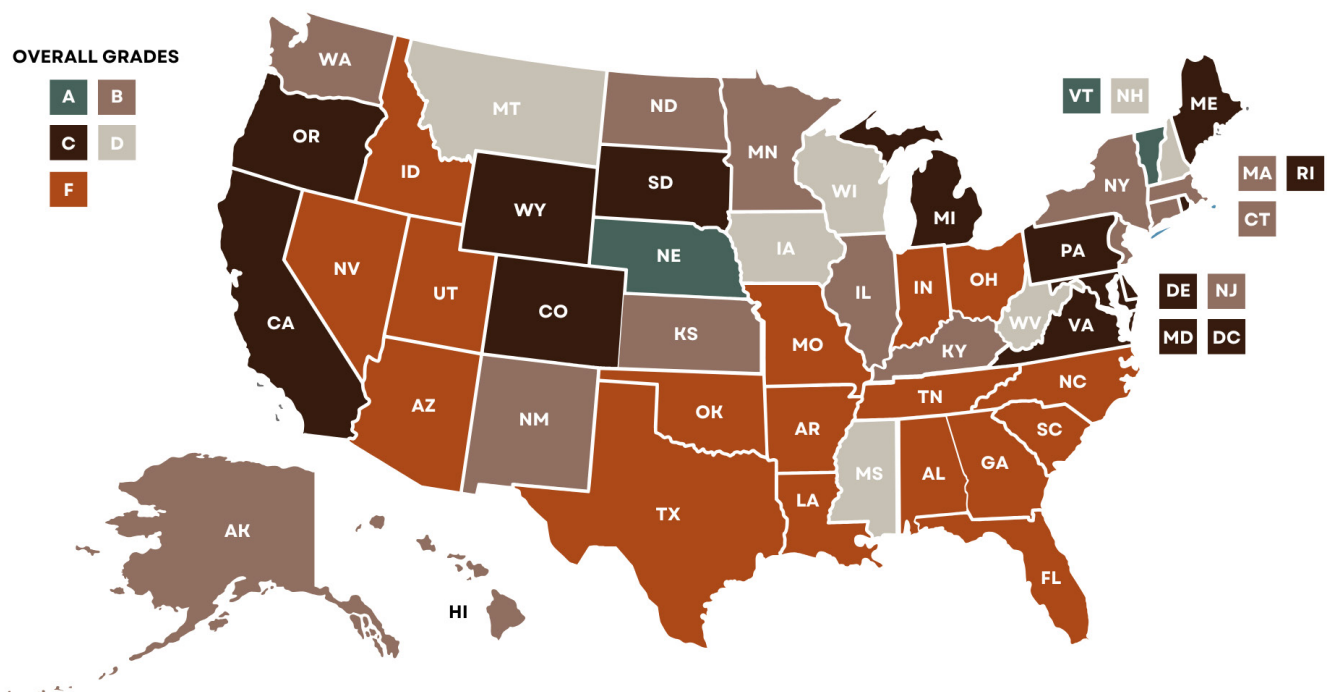 OVERALL GRADES
A B
C D
F
WA
MT
ND
MN
OR
ID
WY
SD
WI
MI
NY
VT NH
ME
MA RI
CT
NE
IA
PA
NV
UT
CO
KS
IL
IN
OH
WV
VA
DE NJ
MD DC
CA
MO
KY
AZ
NM
OK
AR
TN
NC
SC
MS
AL
GA
TX
LA
FL
AK
HI